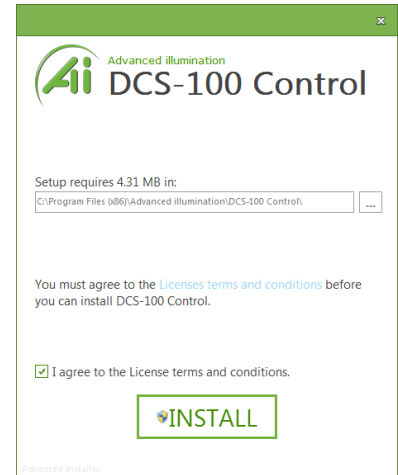 Ai
Advanced illumination
DCS-100 Control
Setup requires 4.31 MB in:
C:\Program Files (x86)\Advanced illumination\DCS-100 Control\
...
You must agree to the Licenses terms and conditions before
you can install DCS-100 Control.
I agree to the License terms and conditions.
INSTALL
Advanced Installer